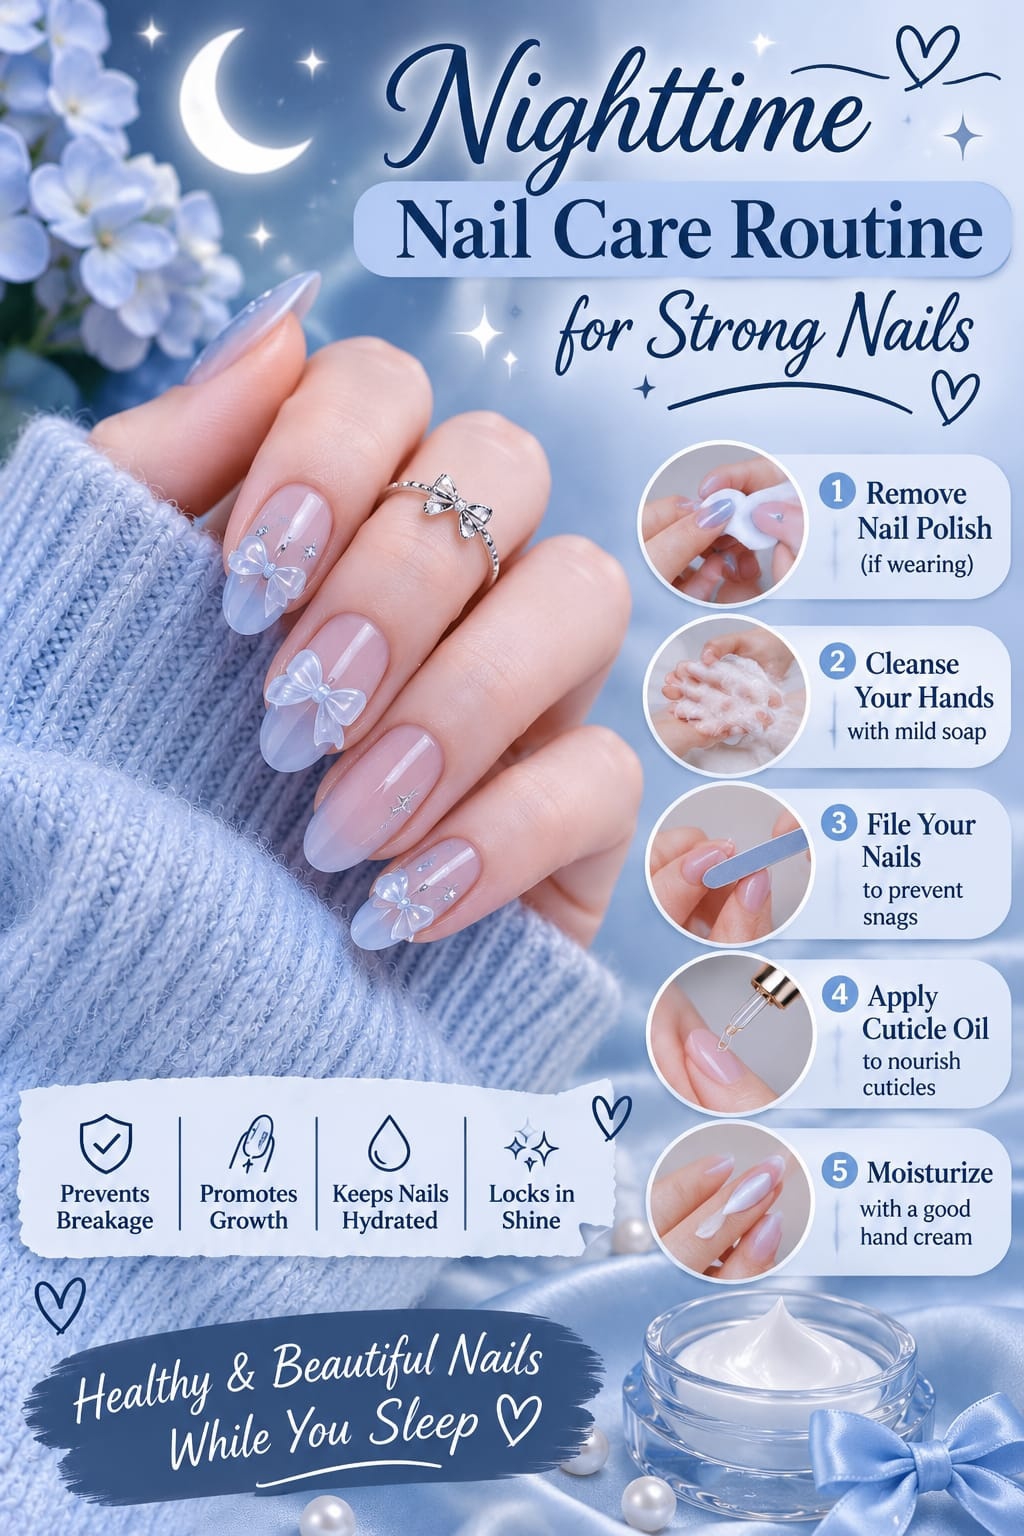 Nighttime
Nail Care Routine
for Strong Nails
1 Remove
Nail Polish
(if wearing)
2 Cleanse
Your Hands
with mild soap
3 File Your
Nails
to prevent
snags
4 Apply
Cuticle Oil
to nourish
cuticles
5 Moisturize
with a good
hand cream
Prevents
Breakage
Promotes
Growth
Keeps Nails
Hydrated
Locks in
Shine
Healthy & Beautiful Nails
While You Sleep